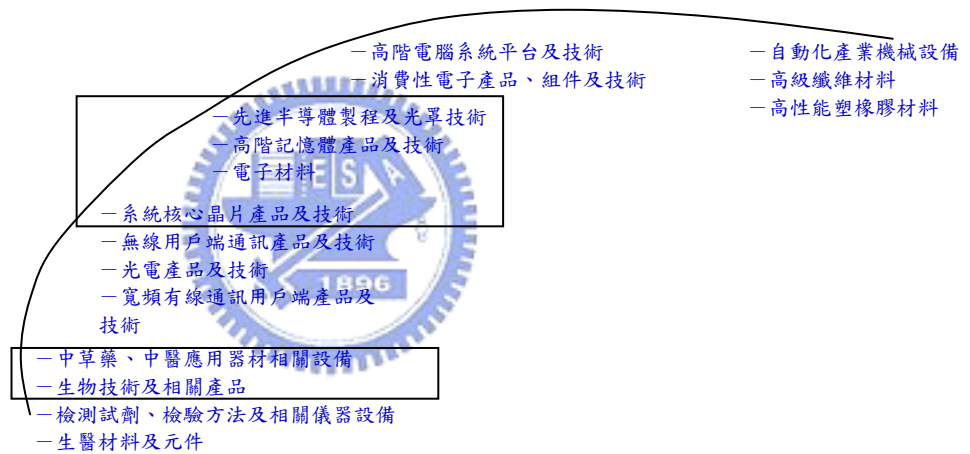 －高階電腦系統平台及技術
－消費性電子產品、組件及技術
－自動化產業機械設備
－高級纖維材料
－高性能塑橡膠材料
－先進半導體製程及光罩技術
－高階記憶體產品及技術
－電子材料
－系統核心晶片產品及技術
－無線用戶端通訊產品及技術
－光電產品及技術
－寬頻有線通訊用戶端產品及
技術
－中草藥、中醫應用器材相關設備
－生物技術及相關產品
－檢測試劑、檢驗方法及相關儀器設備
－生醫材料及元件
E S A
1896